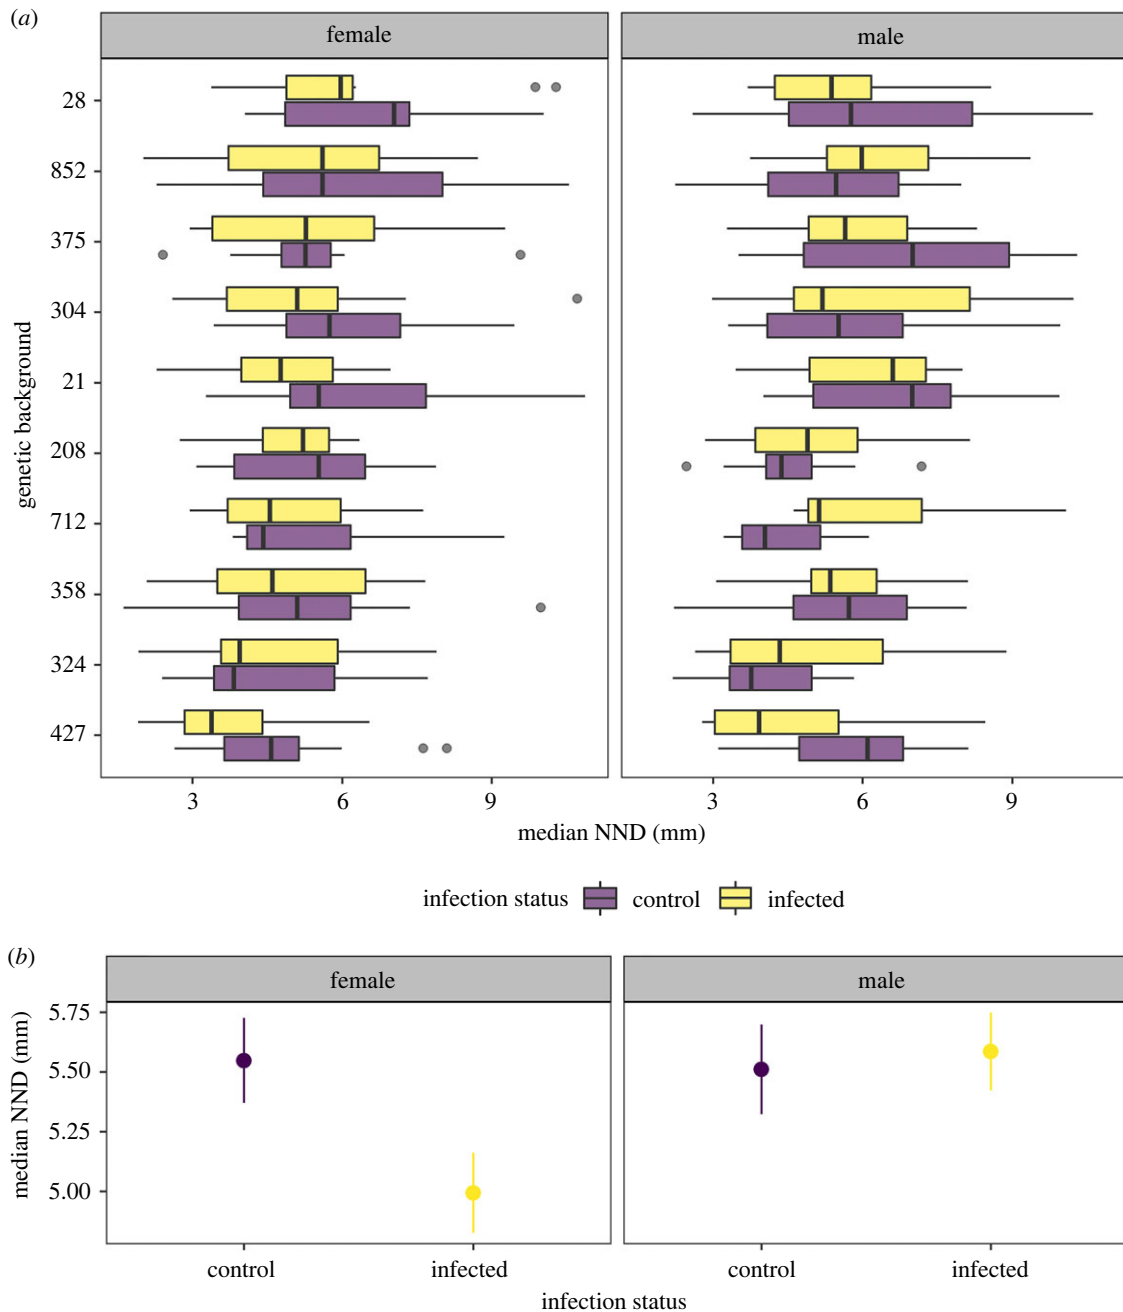 (a)
female
male
28
852
375
304
21
208
712
358
324
427
genetic background
3 6 9
3 6 9
median NND (mm)
infection status control infected
(b)
female
male
5.75
5.50
5.25
5.00
median NND (mm)
control infected
control infected
infection status